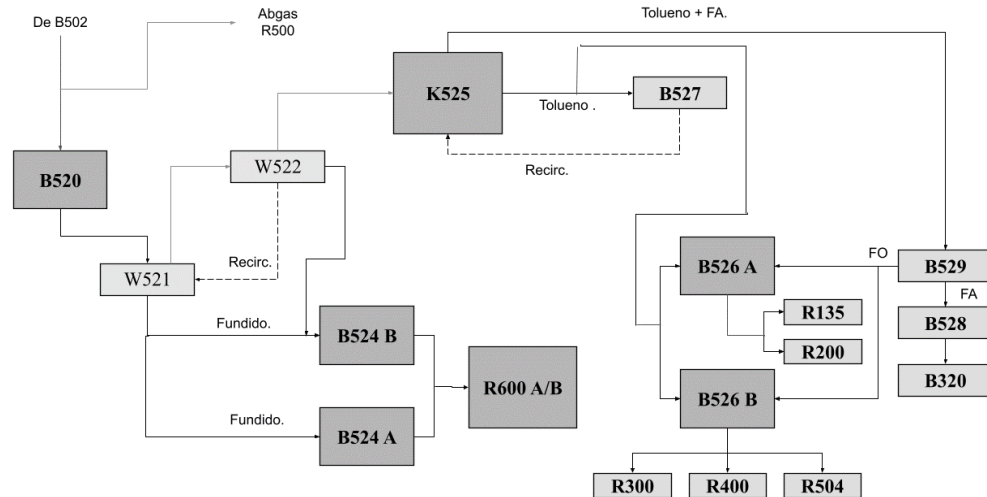 De B502
Abgas
R500
Tolueno + FA.
K525
Tolueno .
B527
Recirc.
B520
W522
W521
Recirc.
B526 A
FO
B529
FA
R135
B528
R200
B320
Fundido.
B524 B
R600 A/B
B526 B
Fundido.
B524 A
R300
R400
R504